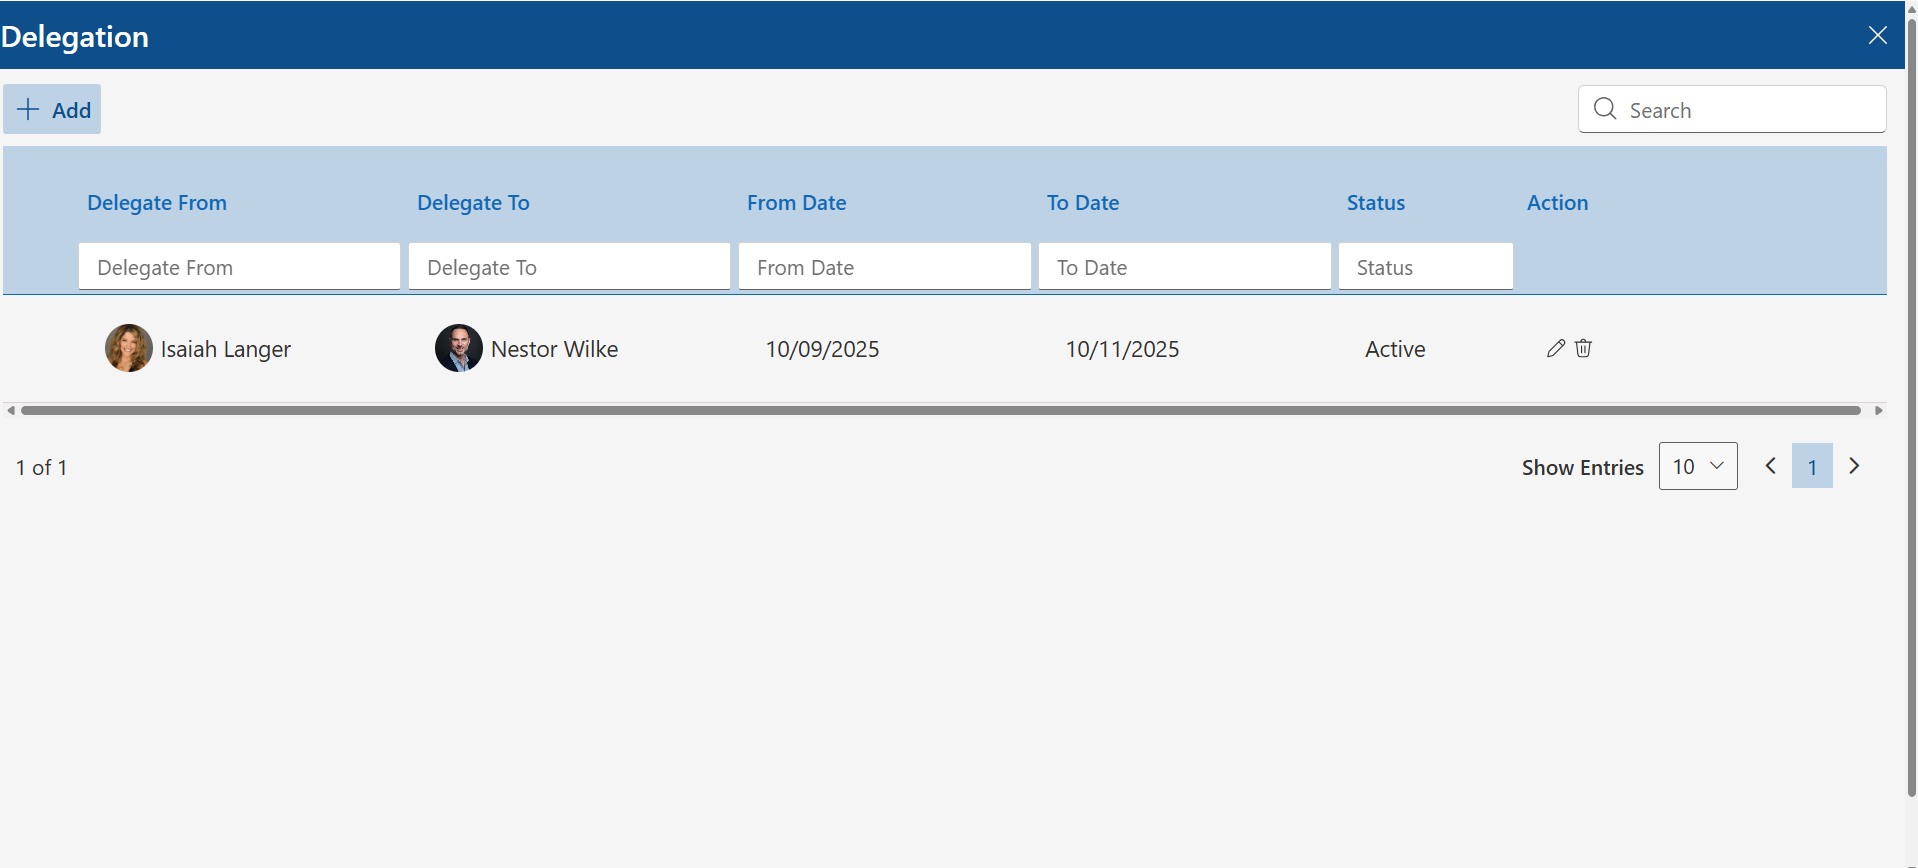 Delegation
Add
Search
Delegate From Delegate To From Date To Date Status Action
Delegate From Delegate To From Date To Date Status
Isaiah Langer Nestor Wilke 10/09/2025 10/11/2025 Active
1 of 1 Show Entries 10 1